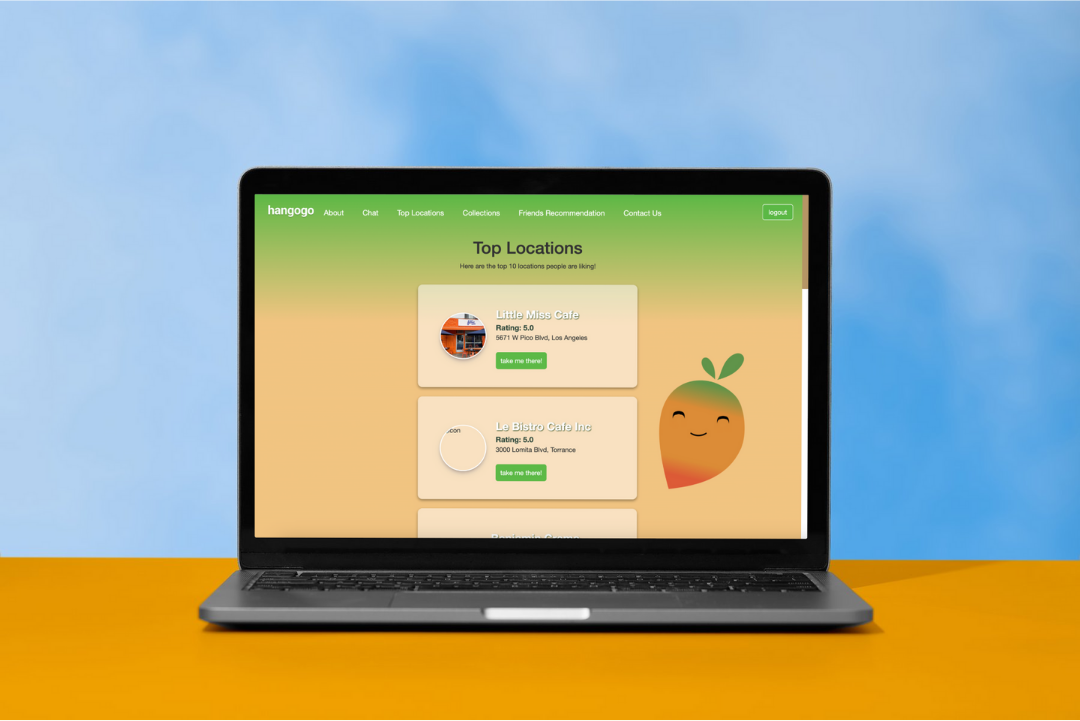 hangogo About Chat Top Locations Collections Friends Recommendation Contact Us logout
Top Locations
Here are the top 10 locations people are liking!
Little Miss Cafe
Rating: 5.0
5671 W Pico Blvd, Los Angeles
take me there!
Le Bistro Cafe Inc
Rating: 5.0
3000 Lomita Blvd, Torrance
take me there!